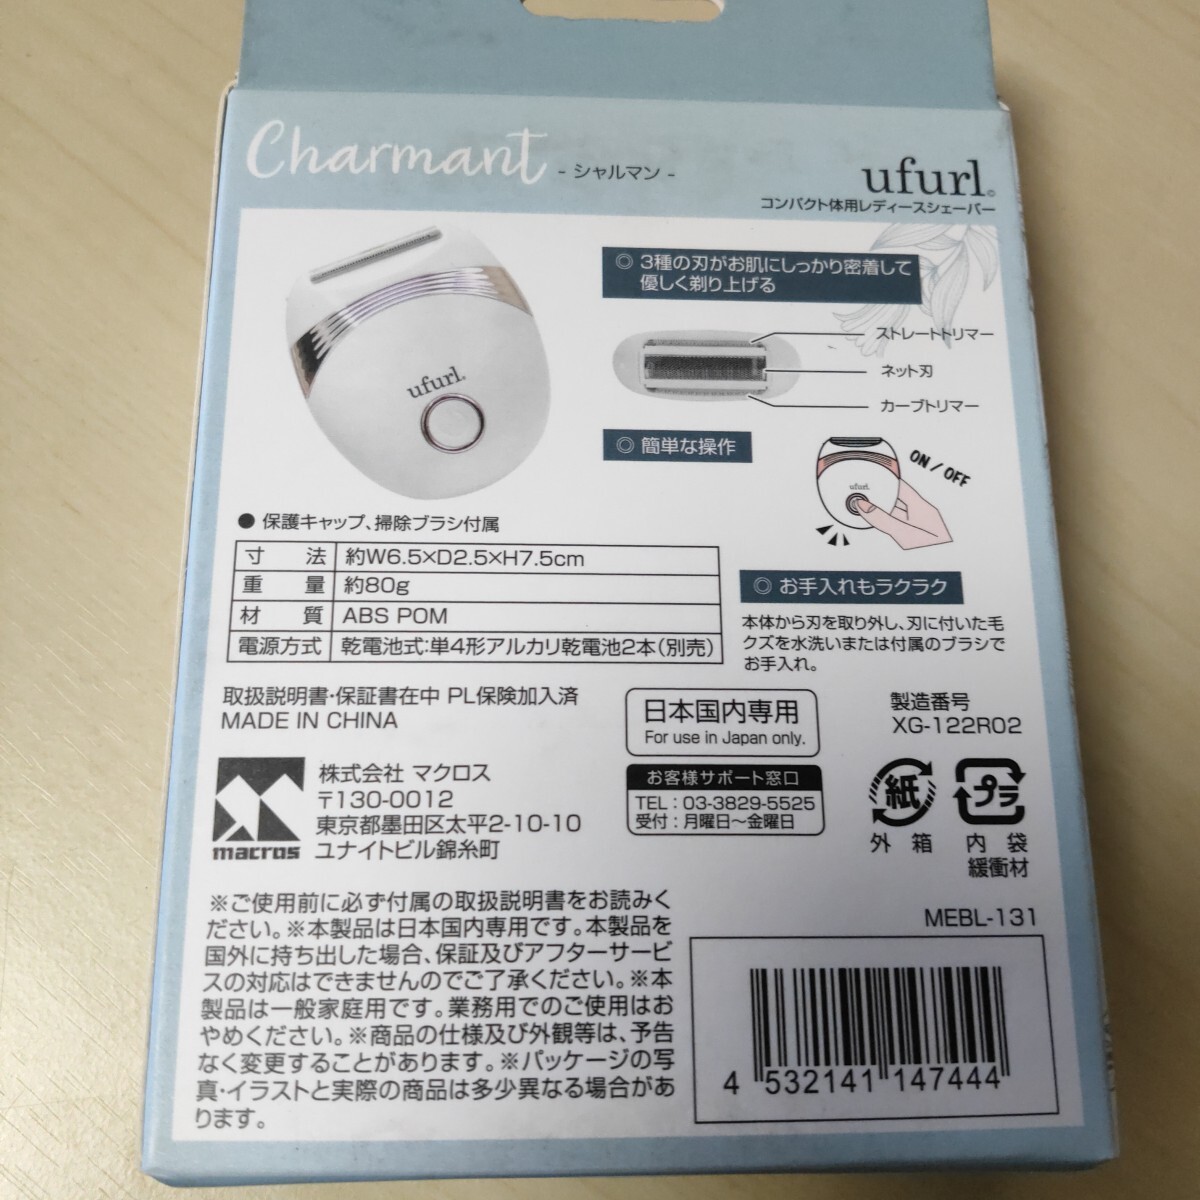 Charmant - シャルマン -
ufurl©
コンパクト体用レディースシェーバー
◎ 3種の刃がお肌にしっかり密着して
優しく剃り上げる
ufurl.
ストレートトリマー
ネット刃
カーブトリマー
◎ 簡単な操作
ufurl.
ON / OFF
● 保護キャップ、掃除ブラシ付属
寸 法 約W6.5×D2.5×H7.5cm
重 量 約80g
材 質 ABS POM
電源方式 乾電池式:単4形アルカリ乾電池2本(別売)
◎ お手入れもラクラク
本体から刃を取り外し、刃に付いた毛
クズを水洗いまたは付属のブラシで
お手入れ。
取扱説明書・保証書在中 PL保険加入済
MADE IN CHINA
日本国内専用
For use in Japan only.
製造番号
XG-122R02
macros
株式会社 マクロス
〒130-0012
東京都墨田区太平2-10-10
ユナイトビル錦糸町
お客様サポート窓口
TEL:03-3829-5525
受付:月曜日〜金曜日
紙
外 箱
プラ
内 袋
緩衝材
※ご使用前に必ず付属の取扱説明書をお読みく
ださい。※本製品は日本国内専用です。本製品を
国外に持ち出した場合、保証及びアフターサービ
スの対応はできませんのでご了承ください。※本
製品は一般家庭用です。業務用でのご使用はお
やめください。※商品の仕様及び外観等は、予告
なく変更することがあります。※パッケージの写
真・イラストと実際の商品は多少異なる場合があ
ります。
MEBL-131
4 532141 147444